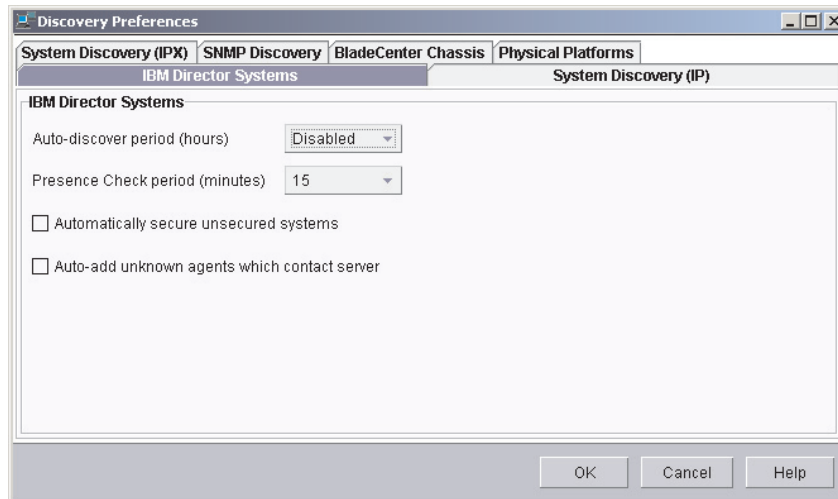 Discovery Preferences
System Discovery (IPX) SNMP Discovery BladeCenter Chassis Physical Platforms
IBM Director Systems System Discovery (IP)
IBM Director Systems
Auto-discover period (hours) Disabled
Presence Check period (minutes) 15
Automatically secure unsecured systems
Auto-add unknown agents which contact server
OK Cancel Help